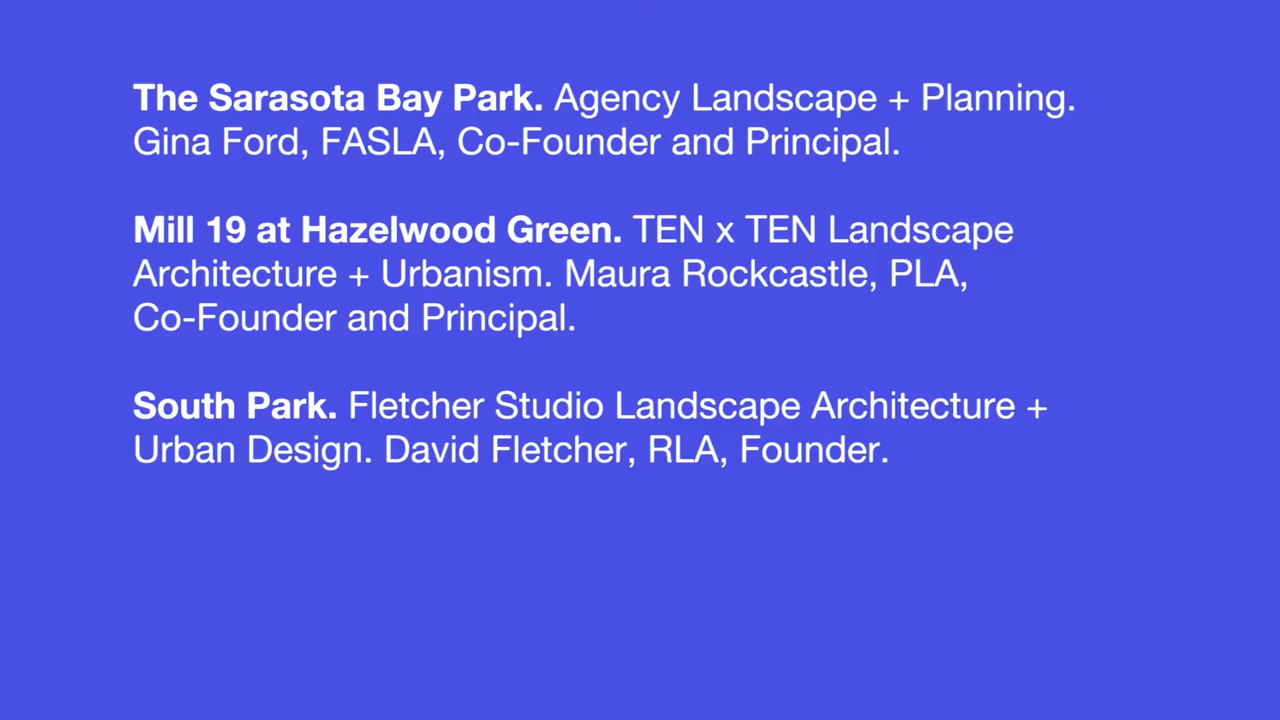 The Sarasota Bay Park. Agency Landscape + Planning.
Gina Ford, FASLA, Co-Founder and Principal.
Mill 19 at Hazelwood Green. TEN x TEN Landscape
Architecture + Urbanism. Maura Rockcastle, PLA,
Co-Founder and Principal.
South Park. Fletcher Studio Landscape Architecture +
Urban Design. David Fletcher, RLA, Founder.